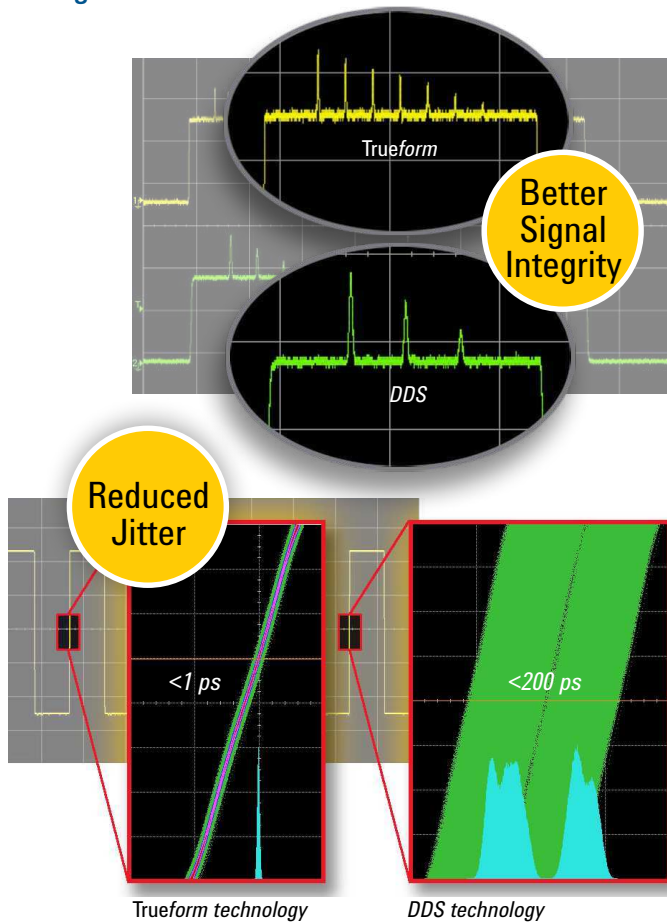 Trueform
Better
Signal
Integrity
DDS
Reduced
Jitter
<1 ps
<200 ps
Trueform technology
DDS technology